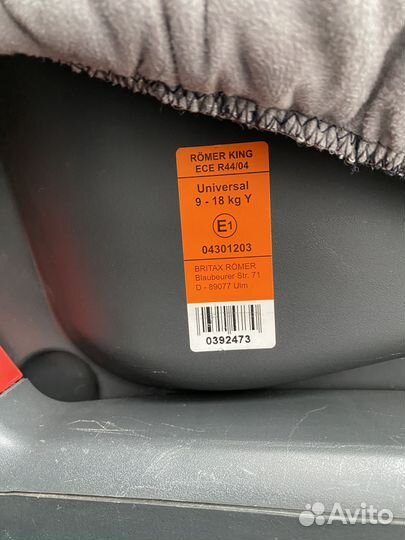 RÖMER KING
ECE R44/04
Universal
9 - 18 kg Y
E1
04301203
BRITAX RÖMER
Blaubeurer Str. 71
D - 89077 Ulm
0392473
Avito